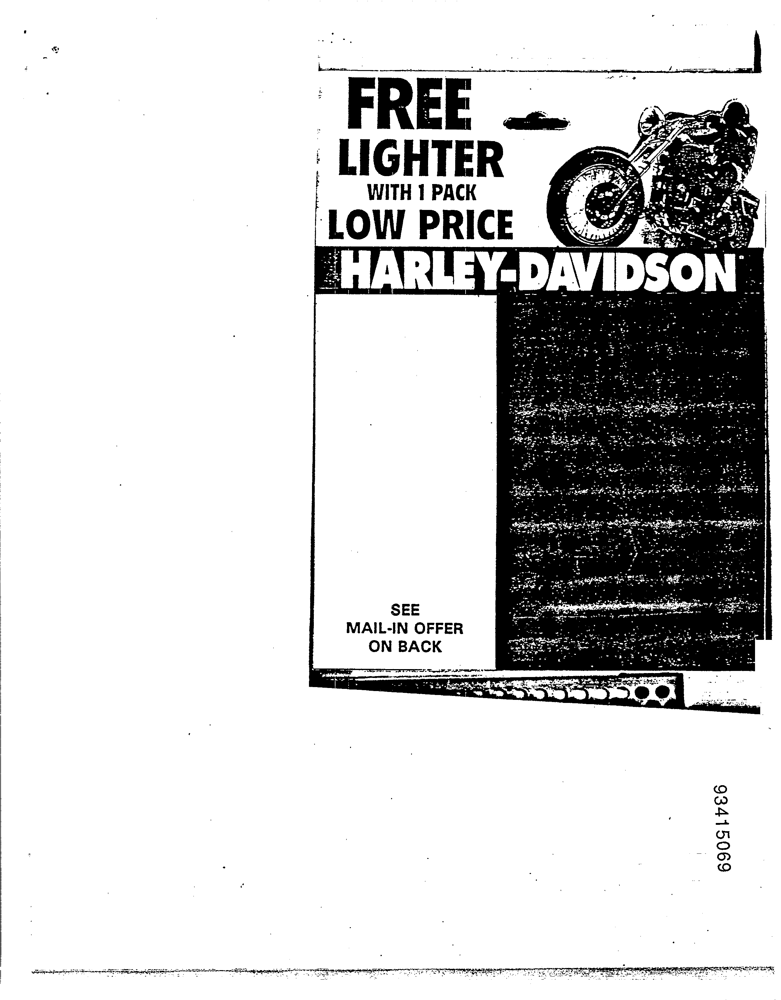 FREE
LIGHTER
WITH 1 PACK
LOW PRICE
HARLEY-DAVIDSON
SEE
MAIL-IN OFFER
ON BACK
93415069